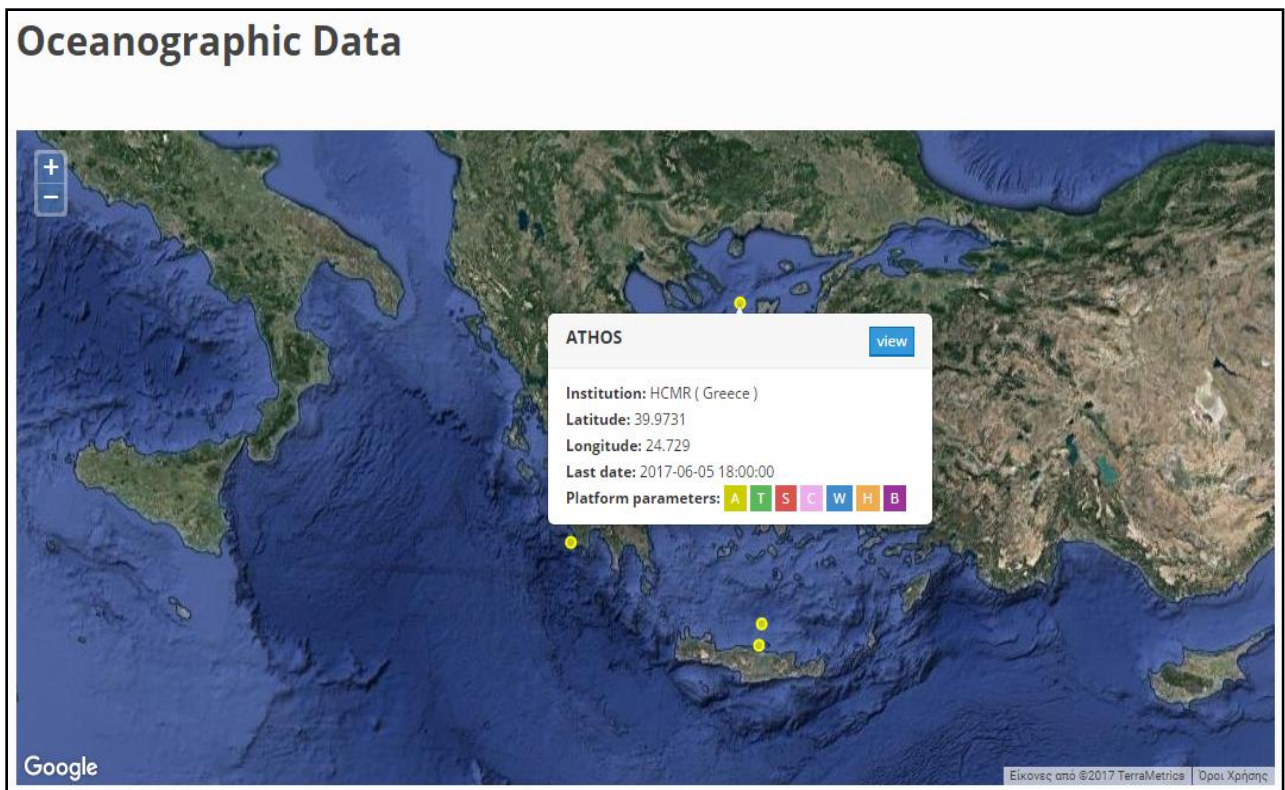 Oceanographic Data
+
−
ATHOS
view
Institution: HCMR ( Greece )
Latitude: 39.9731
Longitude: 24.729
Last date: 2017-06-05 18:00:00
Platform parameters: A T S C W H B
Google
Εικόνες από ©2017 TerraMetrics Όροι Χρήσης